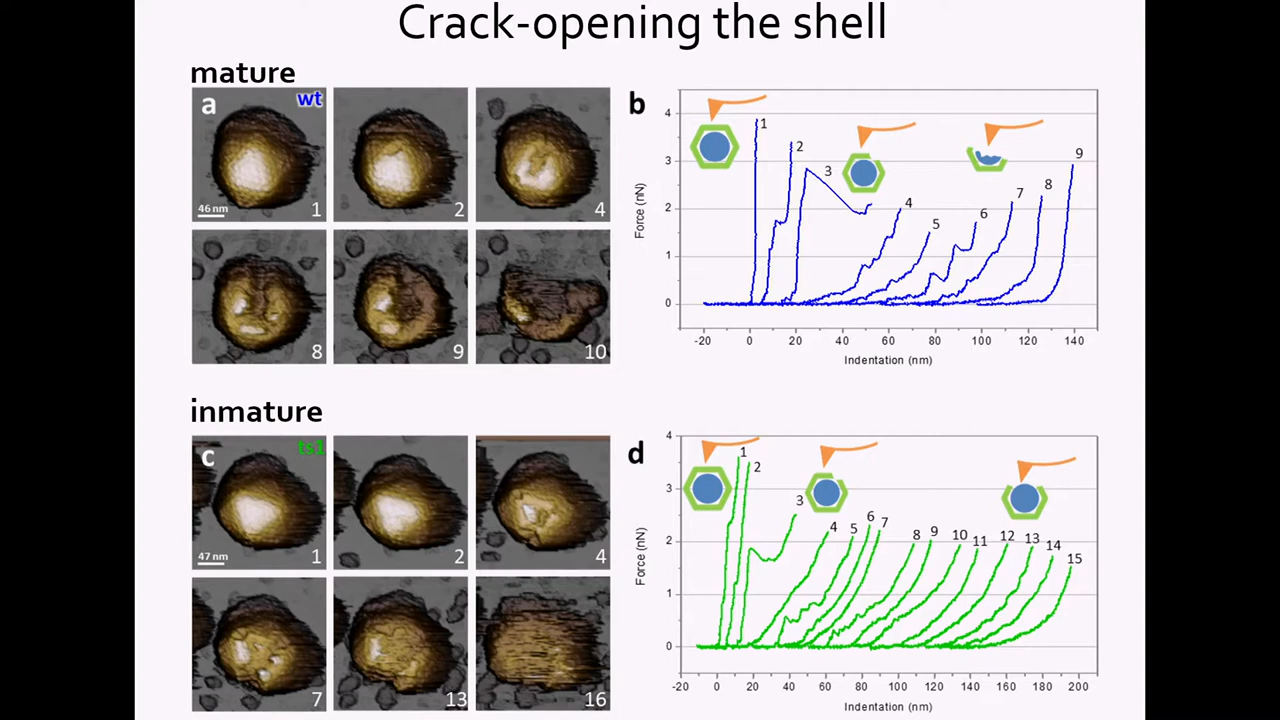 Crack-opening the shell
mature
a
wt
46 nm
1
2
4
8
9
10
b
4
3
2
1
0
Force (nN)
1
2
3
4
5
6
7
8
9
-20 0 20 40 60 80 100 120 140
Indentation (nm)
inmature
c
ts1
47 nm
1
2
4
7
13
16
d
4
3
2
1
0
Force (nN)
1
2
3
4
5
6
7
8
9
10
11
12
13
14
15
-20 0 20 40 60 80 100 120 140 160 180 200
Indentation (nm)